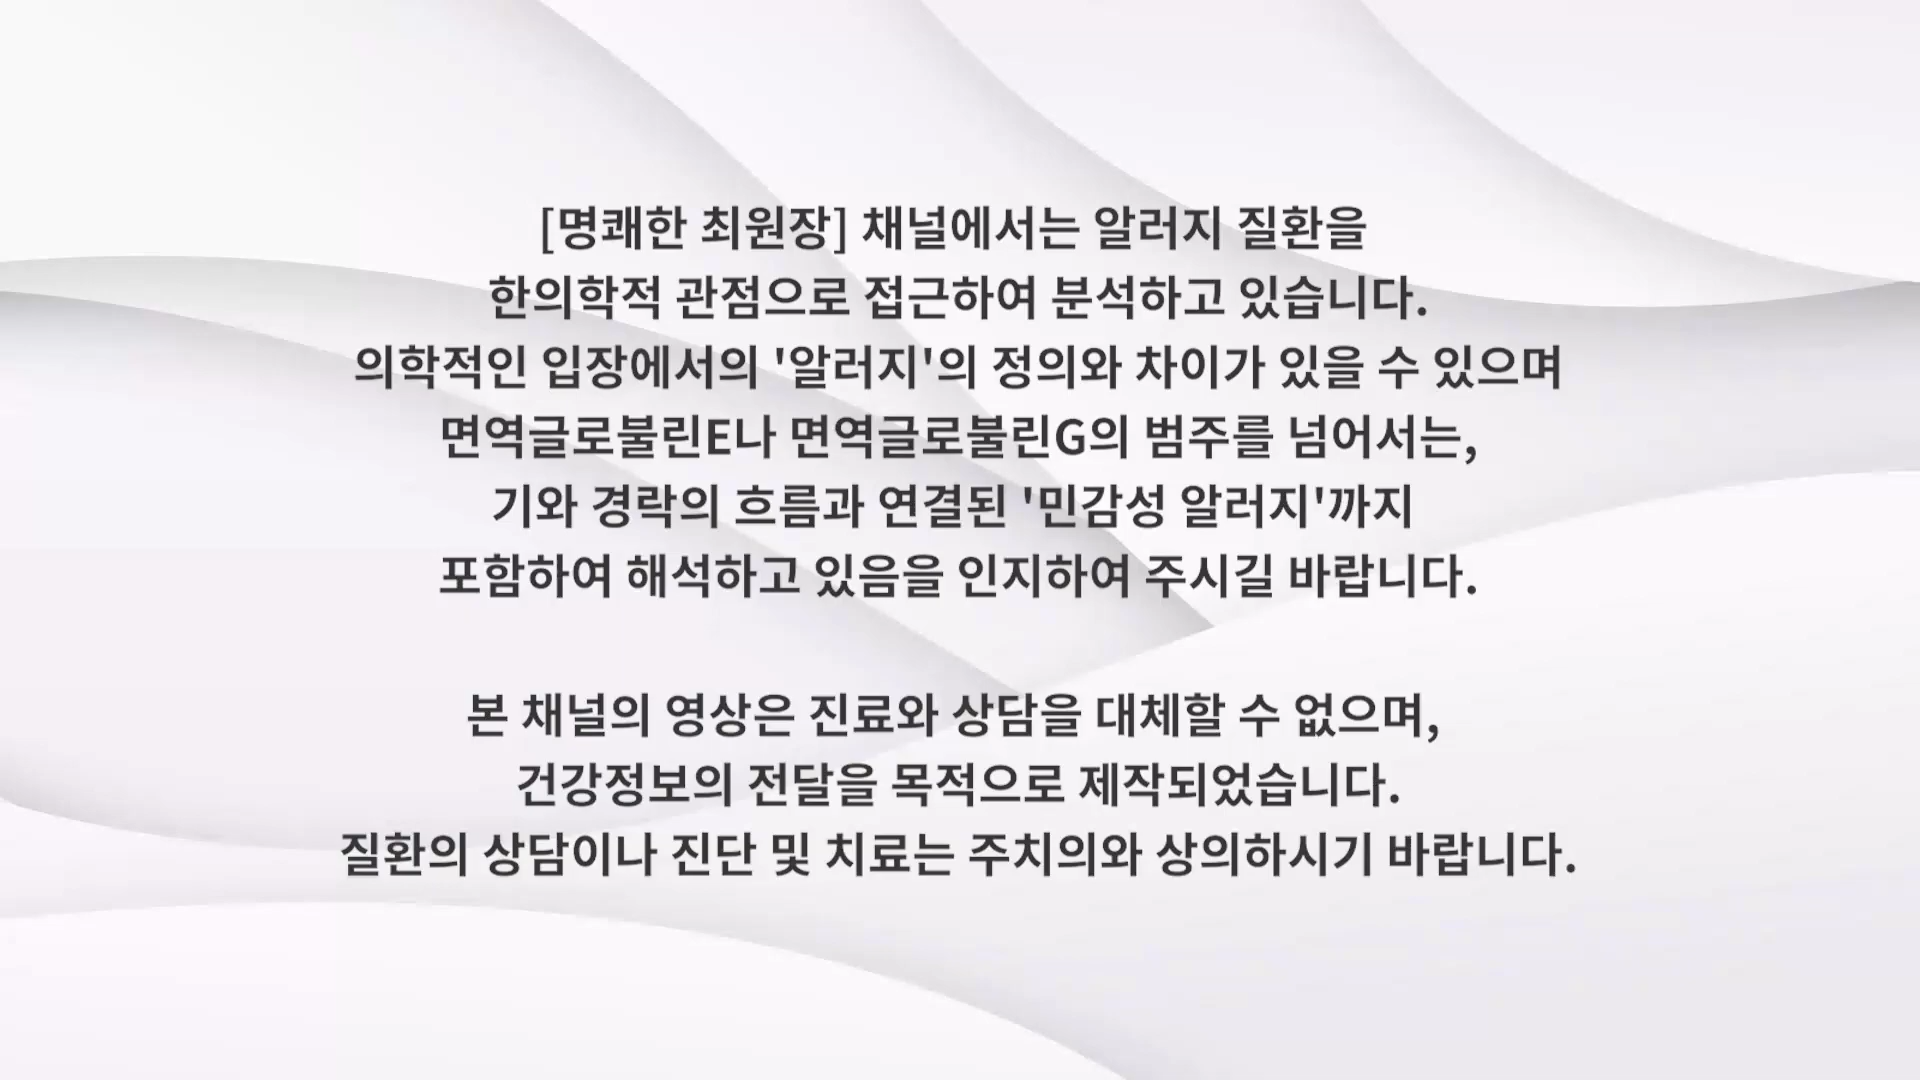 [명쾌한 최원장] 채널에서는 알러지 질환을
한의학적 관점으로 접근하여 분석하고 있습니다.
의학적인 입장에서의 '알러지'의 정의와 차이가 있을 수 있으며
면역글로불린E나 면역글로불린G의 범주를 넘어서는,
기와 경락의 흐름과 연결된 '민감성 알러지'까지
포함하여 해석하고 있음을 인지하여 주시길 바랍니다.
본 채널의 영상은 진료와 상담을 대체할 수 없으며,
건강정보의 전달을 목적으로 제작되었습니다.
질환의 상담이나 진단 및 치료는 주치의와 상의하시기 바랍니다.